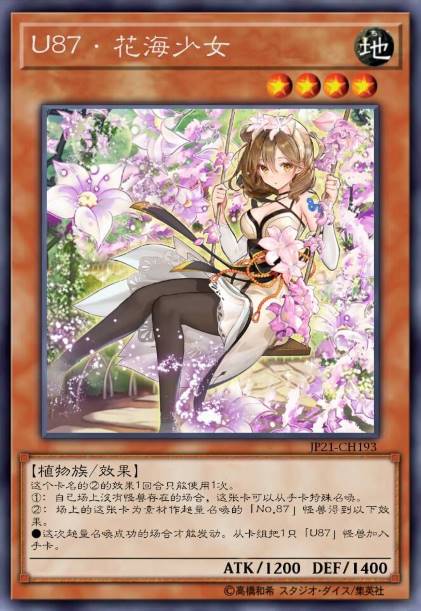 U87・花海少女
地
JP21-CH193
【植物族/效果】
这个卡名的②的效果1回合只能使用1次。
①：自己场上没有怪兽存在的场合，这张卡可以从手卡特殊召唤。
②：场上的这张卡为素材作超量召唤的「No.87」怪兽得到以下效
果。
●这次超量召唤成功的场合才能发动。从卡组把1只「U87」怪兽加入
手卡。
ATK/1200 DEF/1400
©高橋和希 スタジオ・ダイス/集英社